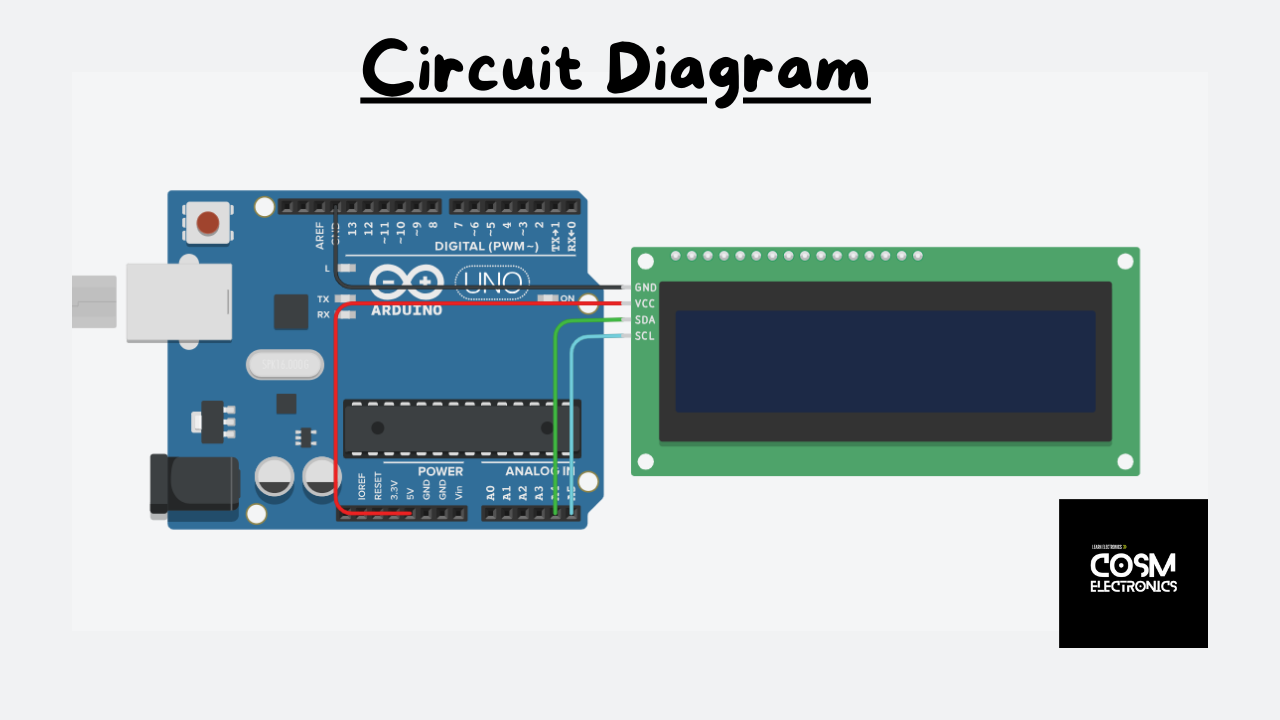 Circuit Diagram
AREF
GND
13
12
~11
~10
~9
8
7
~6
~5
4
~3
2
TX→1
RX←0
DIGITAL (PWM~)
L
TX
RX
UNO
ON
ARDUINO
GND
VCC
SDA
SCL
POWER
ANALOG IN
IOREF
RESET
3.3V
5V
GND
GND
Vin
A0
A1
A2
A3
A4
A5
LEARN ELECTRONICS
COSM
ELECTRONICS